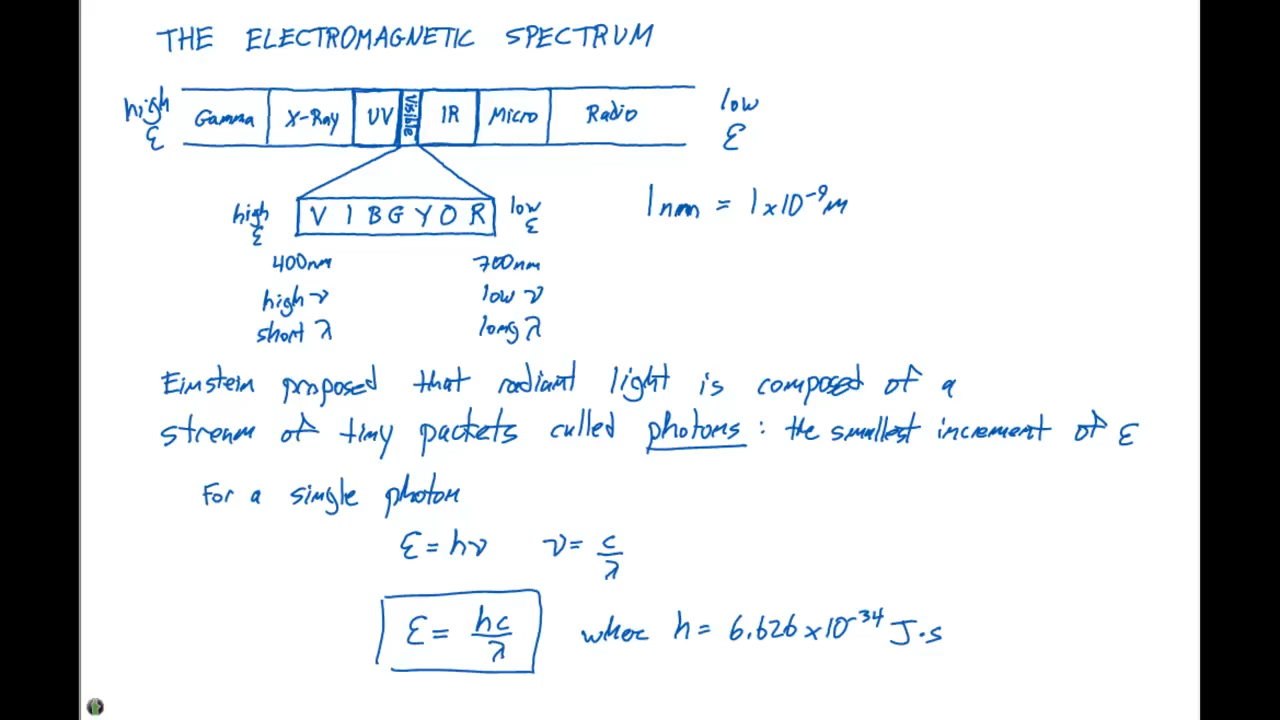 THE ELECTROMAGNETIC SPECTRUM
high ε Gamma X-Ray UV Visible IR Micro Radio low ε
1nm = 1x10⁻⁹m
high ε V I B G Y O R low ε
400nm 700nm
high ν low ν
short λ long λ
Einstein proposed that radiant light is composed of a
stream of tiny packets called photons : the smallest increment of ε
For a single photon
ε = hν ν = c/λ
ε = hc/λ where h = 6.626x10⁻³⁴ J·s